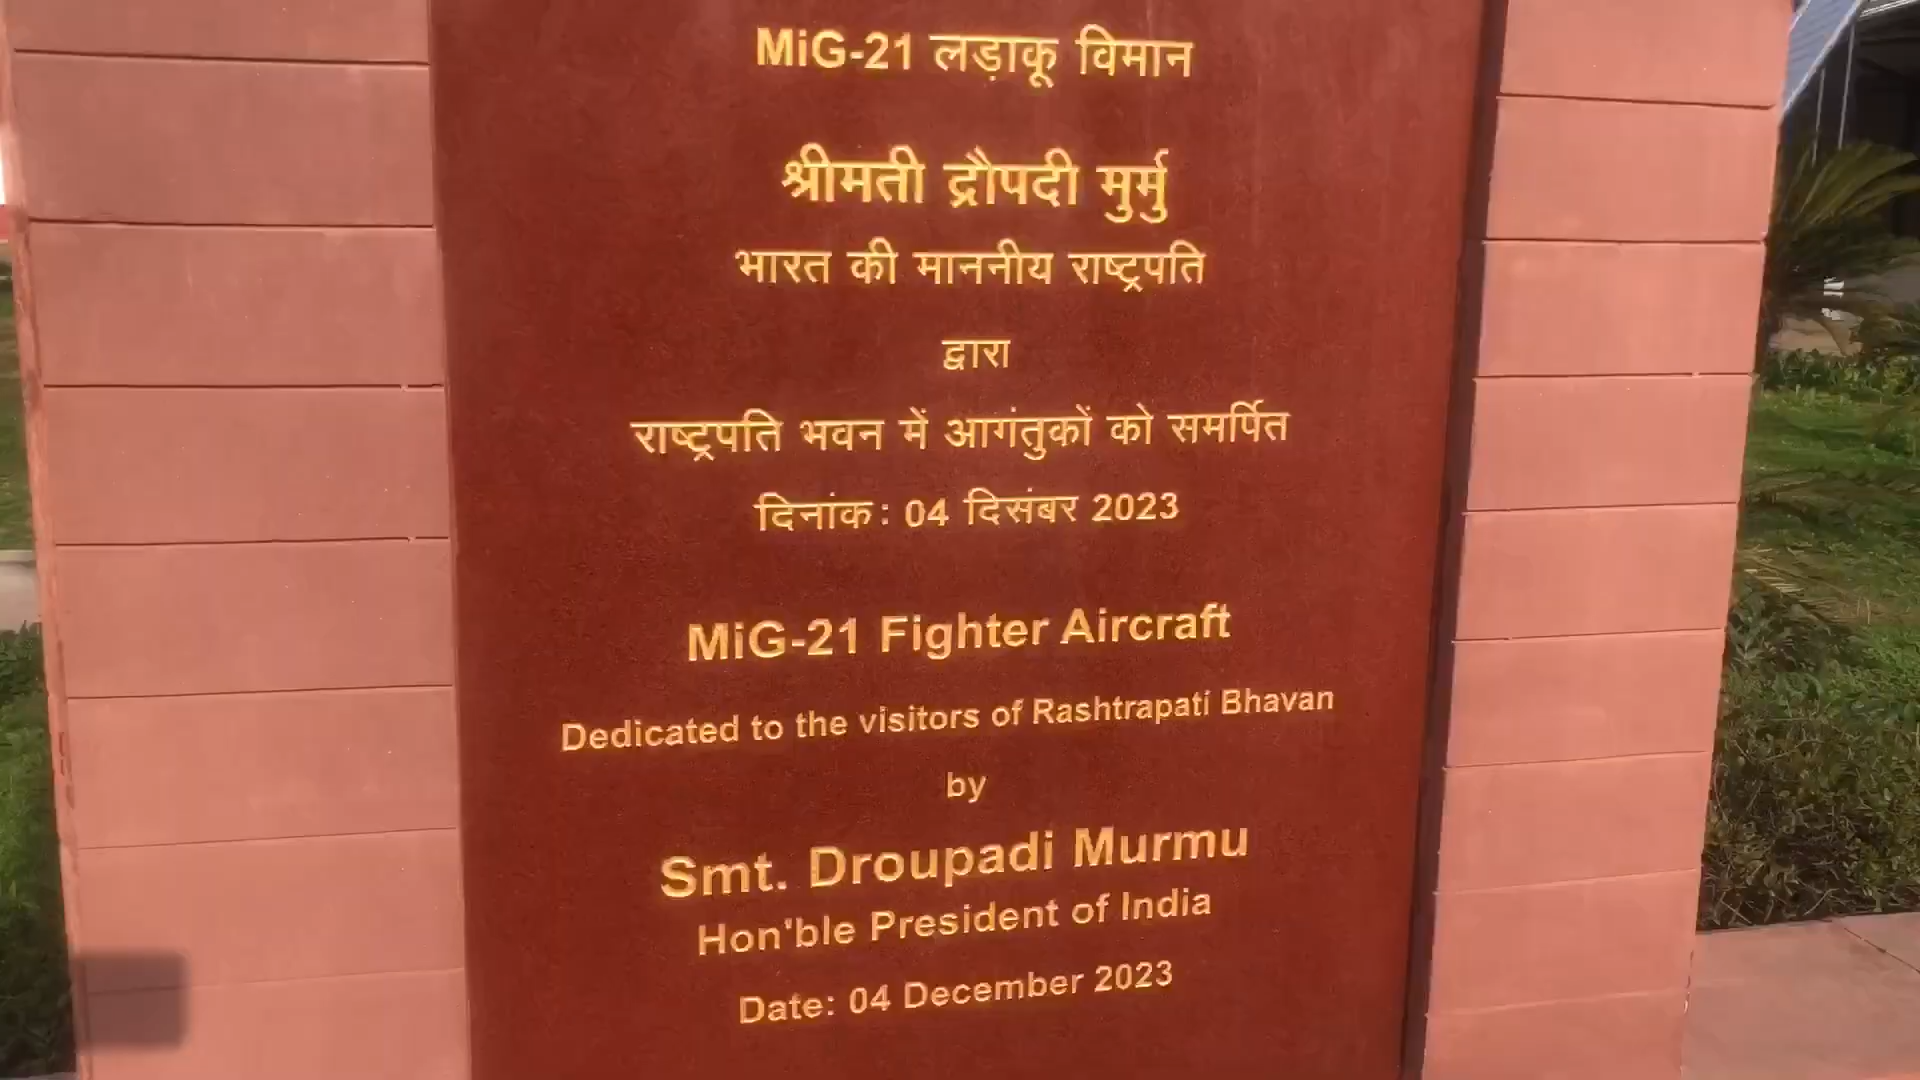 MiG-21 लड़ाकू विमान
श्रीमती द्रौपदी मुर्मु
भारत की माननीय राष्ट्रपति
द्वारा
राष्ट्रपति भवन में आगंतुकों को समर्पित
दिनांक: 04 दिसंबर 2023
MiG-21 Fighter Aircraft
Dedicated to the visitors of Rashtrapati Bhavan
by
Smt. Droupadi Murmu
Hon'ble President of India
Date: 04 December 2023